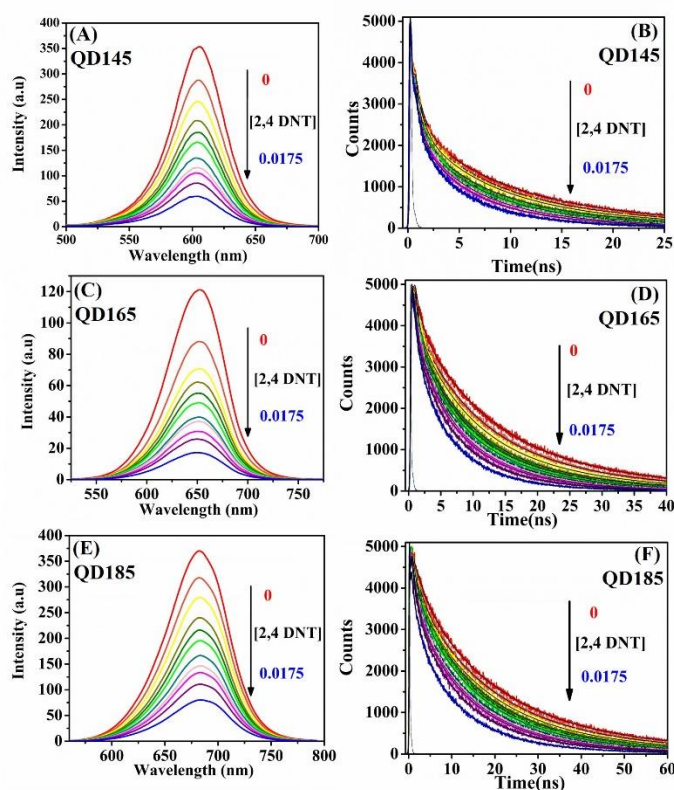 (A)
QD145
0
[2,4 DNT]
0.0175
Intensity (a.u)
400
350
300
250
200
150
100
50
0
500 550 600 650 700
Wavelength (nm)
(B)
QD145
0
[2,4 DNT]
0.0175
Counts
5000
4000
3000
2000
1000
0
0 5 10 15 20 25
Time(ns)
(C)
QD165
0
[2,4 DNT]
0.0175
Intensity (a.u)
120
100
80
60
40
20
0
550 600 650 700 750
Wavelength (nm)
(D)
QD165
0
[2,4 DNT]
0.0175
Counts
5000
4000
3000
2000
1000
0
0 5 10 15 20 25 30 35 40
Time(ns)
(E)
QD185
0
[2,4 DNT]
0.0175
Intensity (a.u)
400
350
300
250
200
150
100
50
0
600 650 700 750 800
Wavelength (nm)
(F)
QD185
0
[2,4 DNT]
0.0175
Counts
5000
4000
3000
2000
1000
0
0 10 20 30 40 50 60
Time(ns)